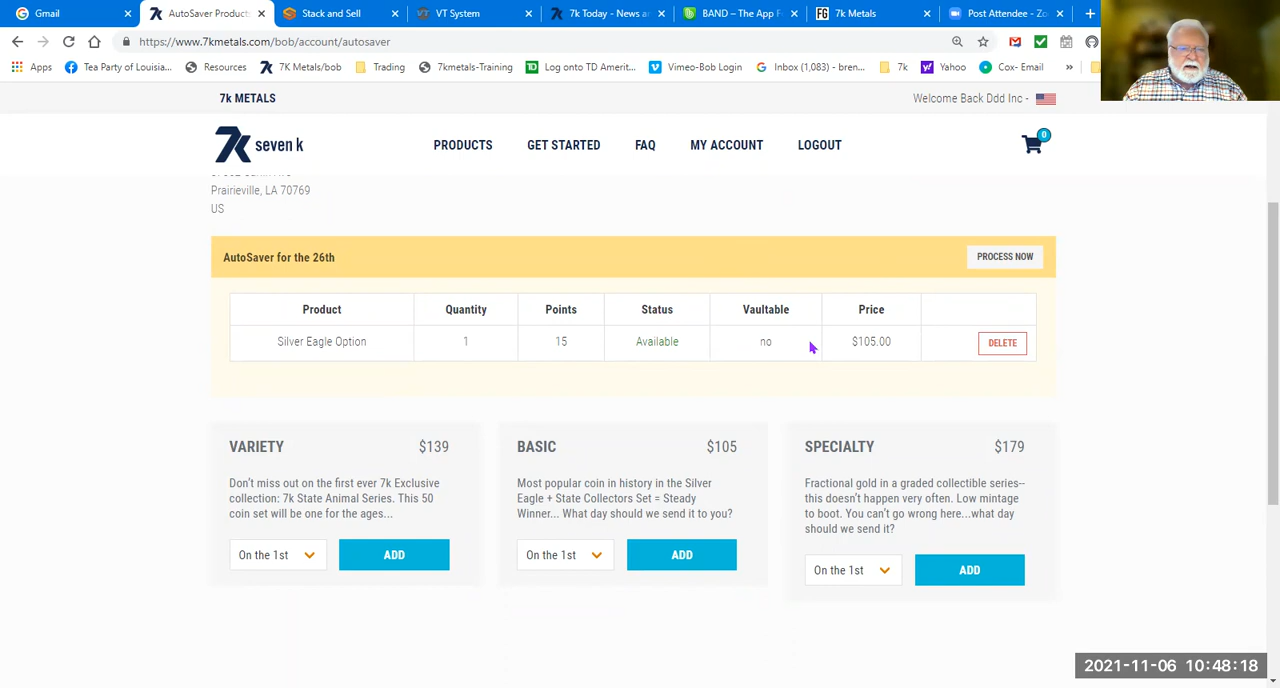 Gmail
AutoSaver Product
Stack and Sell
VT System
7k Today - News a
BAND – The App F
FG 7k Metals
Post Attendee - Zo
https://www.7kmetals.com/bob/account/autosaver
Apps
Tea Party of Louisia...
Resources
7K Metals/bob
Trading
7kmetals-Training
Log onto TD Amerit...
Vimeo-Bob Login
Inbox (1,083) - bren...
7k
Yahoo
Cox- Email
»
7k METALS
Welcome Back Ddd Inc -
7k seven k
PRODUCTS
GET STARTED
FAQ
MY ACCOUNT
LOGOUT
0
Prairieville, LA 70769
US
AutoSaver for the 26th
PROCESS NOW
Product Quantity Points Status Vaultable Price
Silver Eagle Option 1 15 Available no $105.00 DELETE
VARIETY $139
Don't miss out on the first ever 7k Exclusive
collection: 7k State Animal Series. This 50
coin set will be one for the ages...
On the 1st ADD
BASIC $105
Most popular coin in history in the Silver
Eagle + State Collectors Set = Steady
Winner... What day should we send it to you?
On the 1st ADD
SPECIALTY $179
Fractional gold in a graded collectible series--
this doesn't happen very often. Low mintage
to boot. You can't go wrong here...what day
should we send it?
On the 1st ADD
2021-11-06 10:48:18